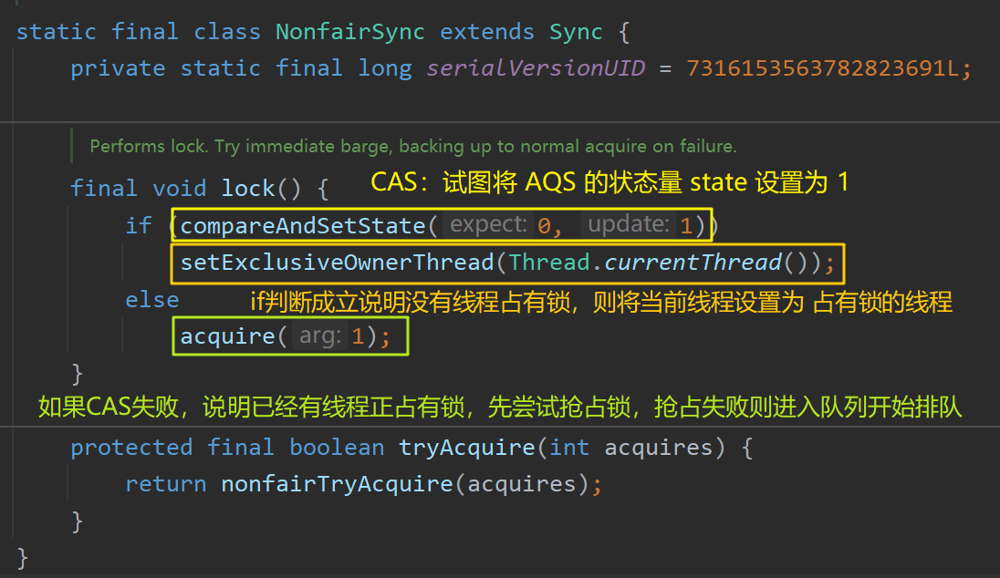 static final class NonfairSync extends Sync {
private static final long serialVersionUID = 7316153563782823691L;
Performs lock. Try immediate barge, backing up to normal acquire on failure.
final void lock() {
CAS：试图将 AQS 的状态量 state 设置为 1
if (compareAndSetState( expect: 0, update: 1))
setExclusiveOwnerThread(Thread.currentThread());
else
if判断成立说明没有线程占有锁，则将当前线程设置为 占有锁的线程
acquire( arg: 1);
}
如果CAS失败，说明已经有线程正占有锁，先尝试抢占锁，抢占失败则进入队列开始排队
protected final boolean tryAcquire(int acquires) {
return nonfairTryAcquire(acquires);
}
}